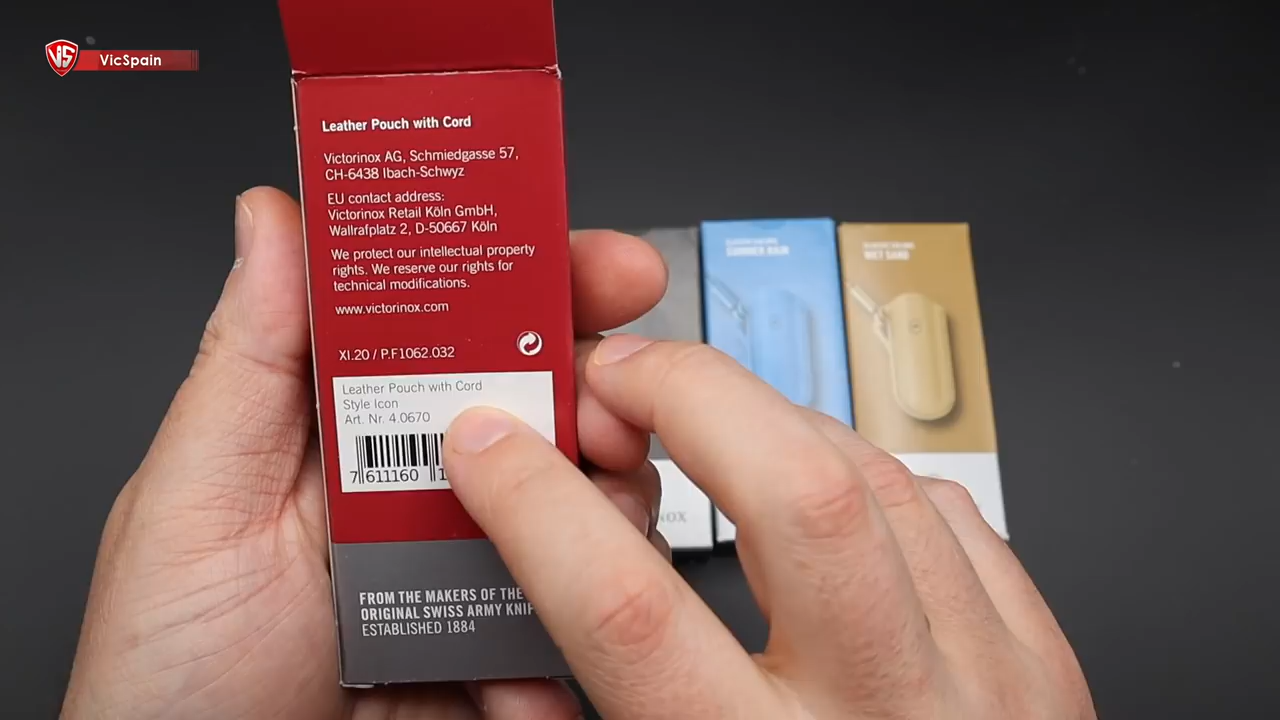 VS
VicSpain
Leather Pouch with Cord
Victorinox AG, Schmiedgasse 57,
CH-6438 Ibach-Schwyz
EU contact address:
Victorinox Retail Köln GmbH,
Wallrafplatz 2, D-50667 Köln
We protect our intellectual property
rights. We reserve our rights for
technical modifications.
www.victorinox.com
XI.20 / P.F1062.032
Leather Pouch with Cord
Style Icon
Art. Nr. 4.0670
7 611160 1
FROM THE MAKERS OF THE
ORIGINAL SWISS ARMY KNIF
ESTABLISHED 1884
SUMMER RAIN
WET SAND
NOX